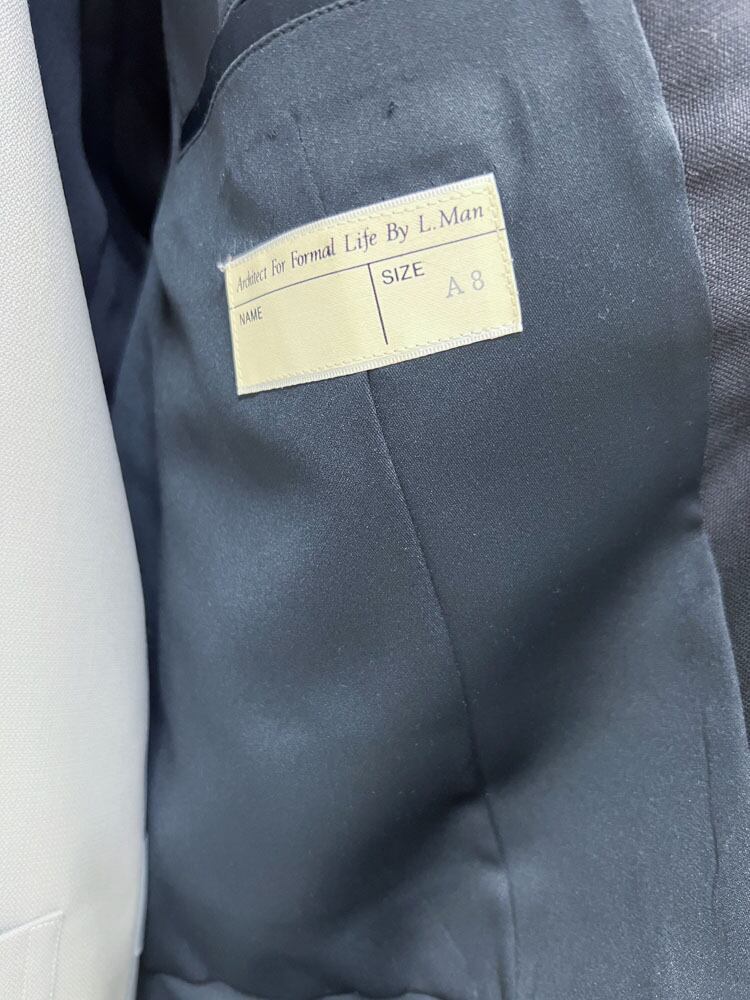 Architect For Formal Life By L.Man
NAME
SIZE
A 8